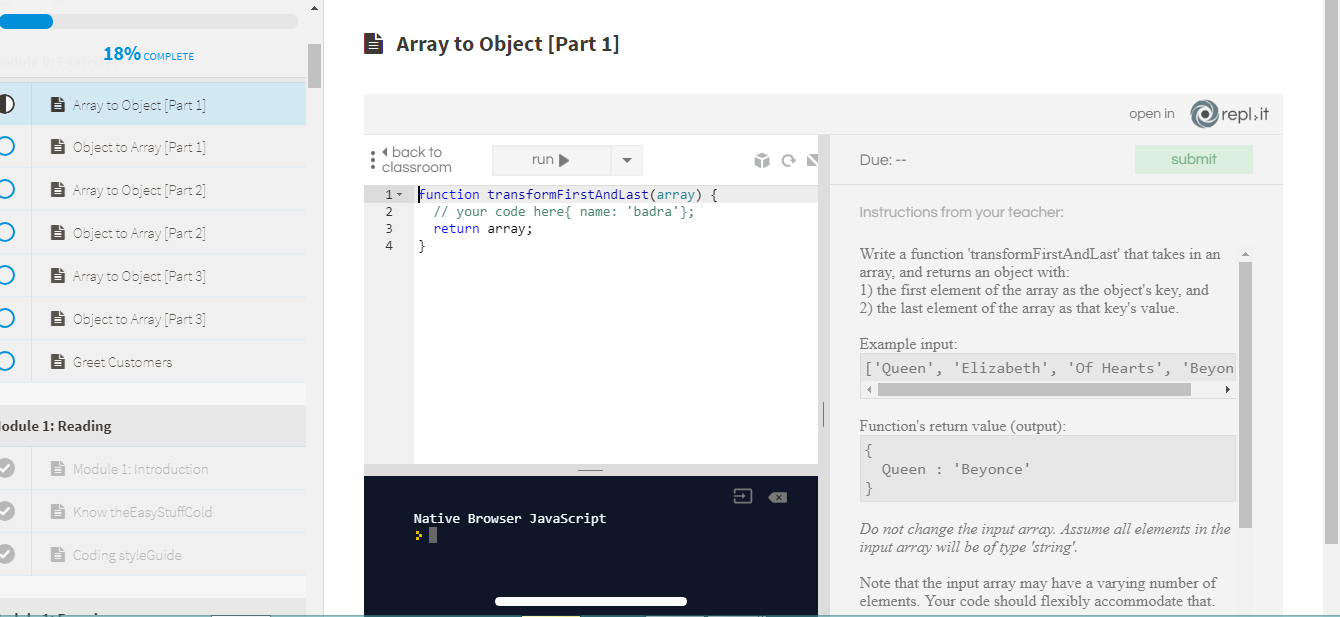 18% COMPLETE
Array to Object [Part 1]
Object to Array [Part 1]
Array to Object [Part 2]
Object to Array [Part 2]
Array to Object [Part 3]
Object to Array [Part 3]
Greet Customers
odule 1: Reading
Module 1: Introduction
Know theEasyStuffCold
Coding styleGuide
Array to Object [Part 1]
open in repl.it
back to
classroom
run
1 function transformFirstAndLast(array) {
2 // your code here{ name: 'badra'};
3 return array;
4 }
Native Browser JavaScript
Due: --
submit
Instructions from your teacher:
Write a function 'transformFirstAndLast' that takes in an
array, and returns an object with:
1) the first element of the array as the object's key, and
2) the last element of the array as that key's value.
Example input:
['Queen', 'Elizabeth', 'Of Hearts', 'Beyon
Function's return value (output):
{
Queen : 'Beyonce'
}
Do not change the input array. Assume all elements in the
input array will be of type 'string'.
Note that the input array may have a varying number of
elements. Your code should flexibly accommodate that.